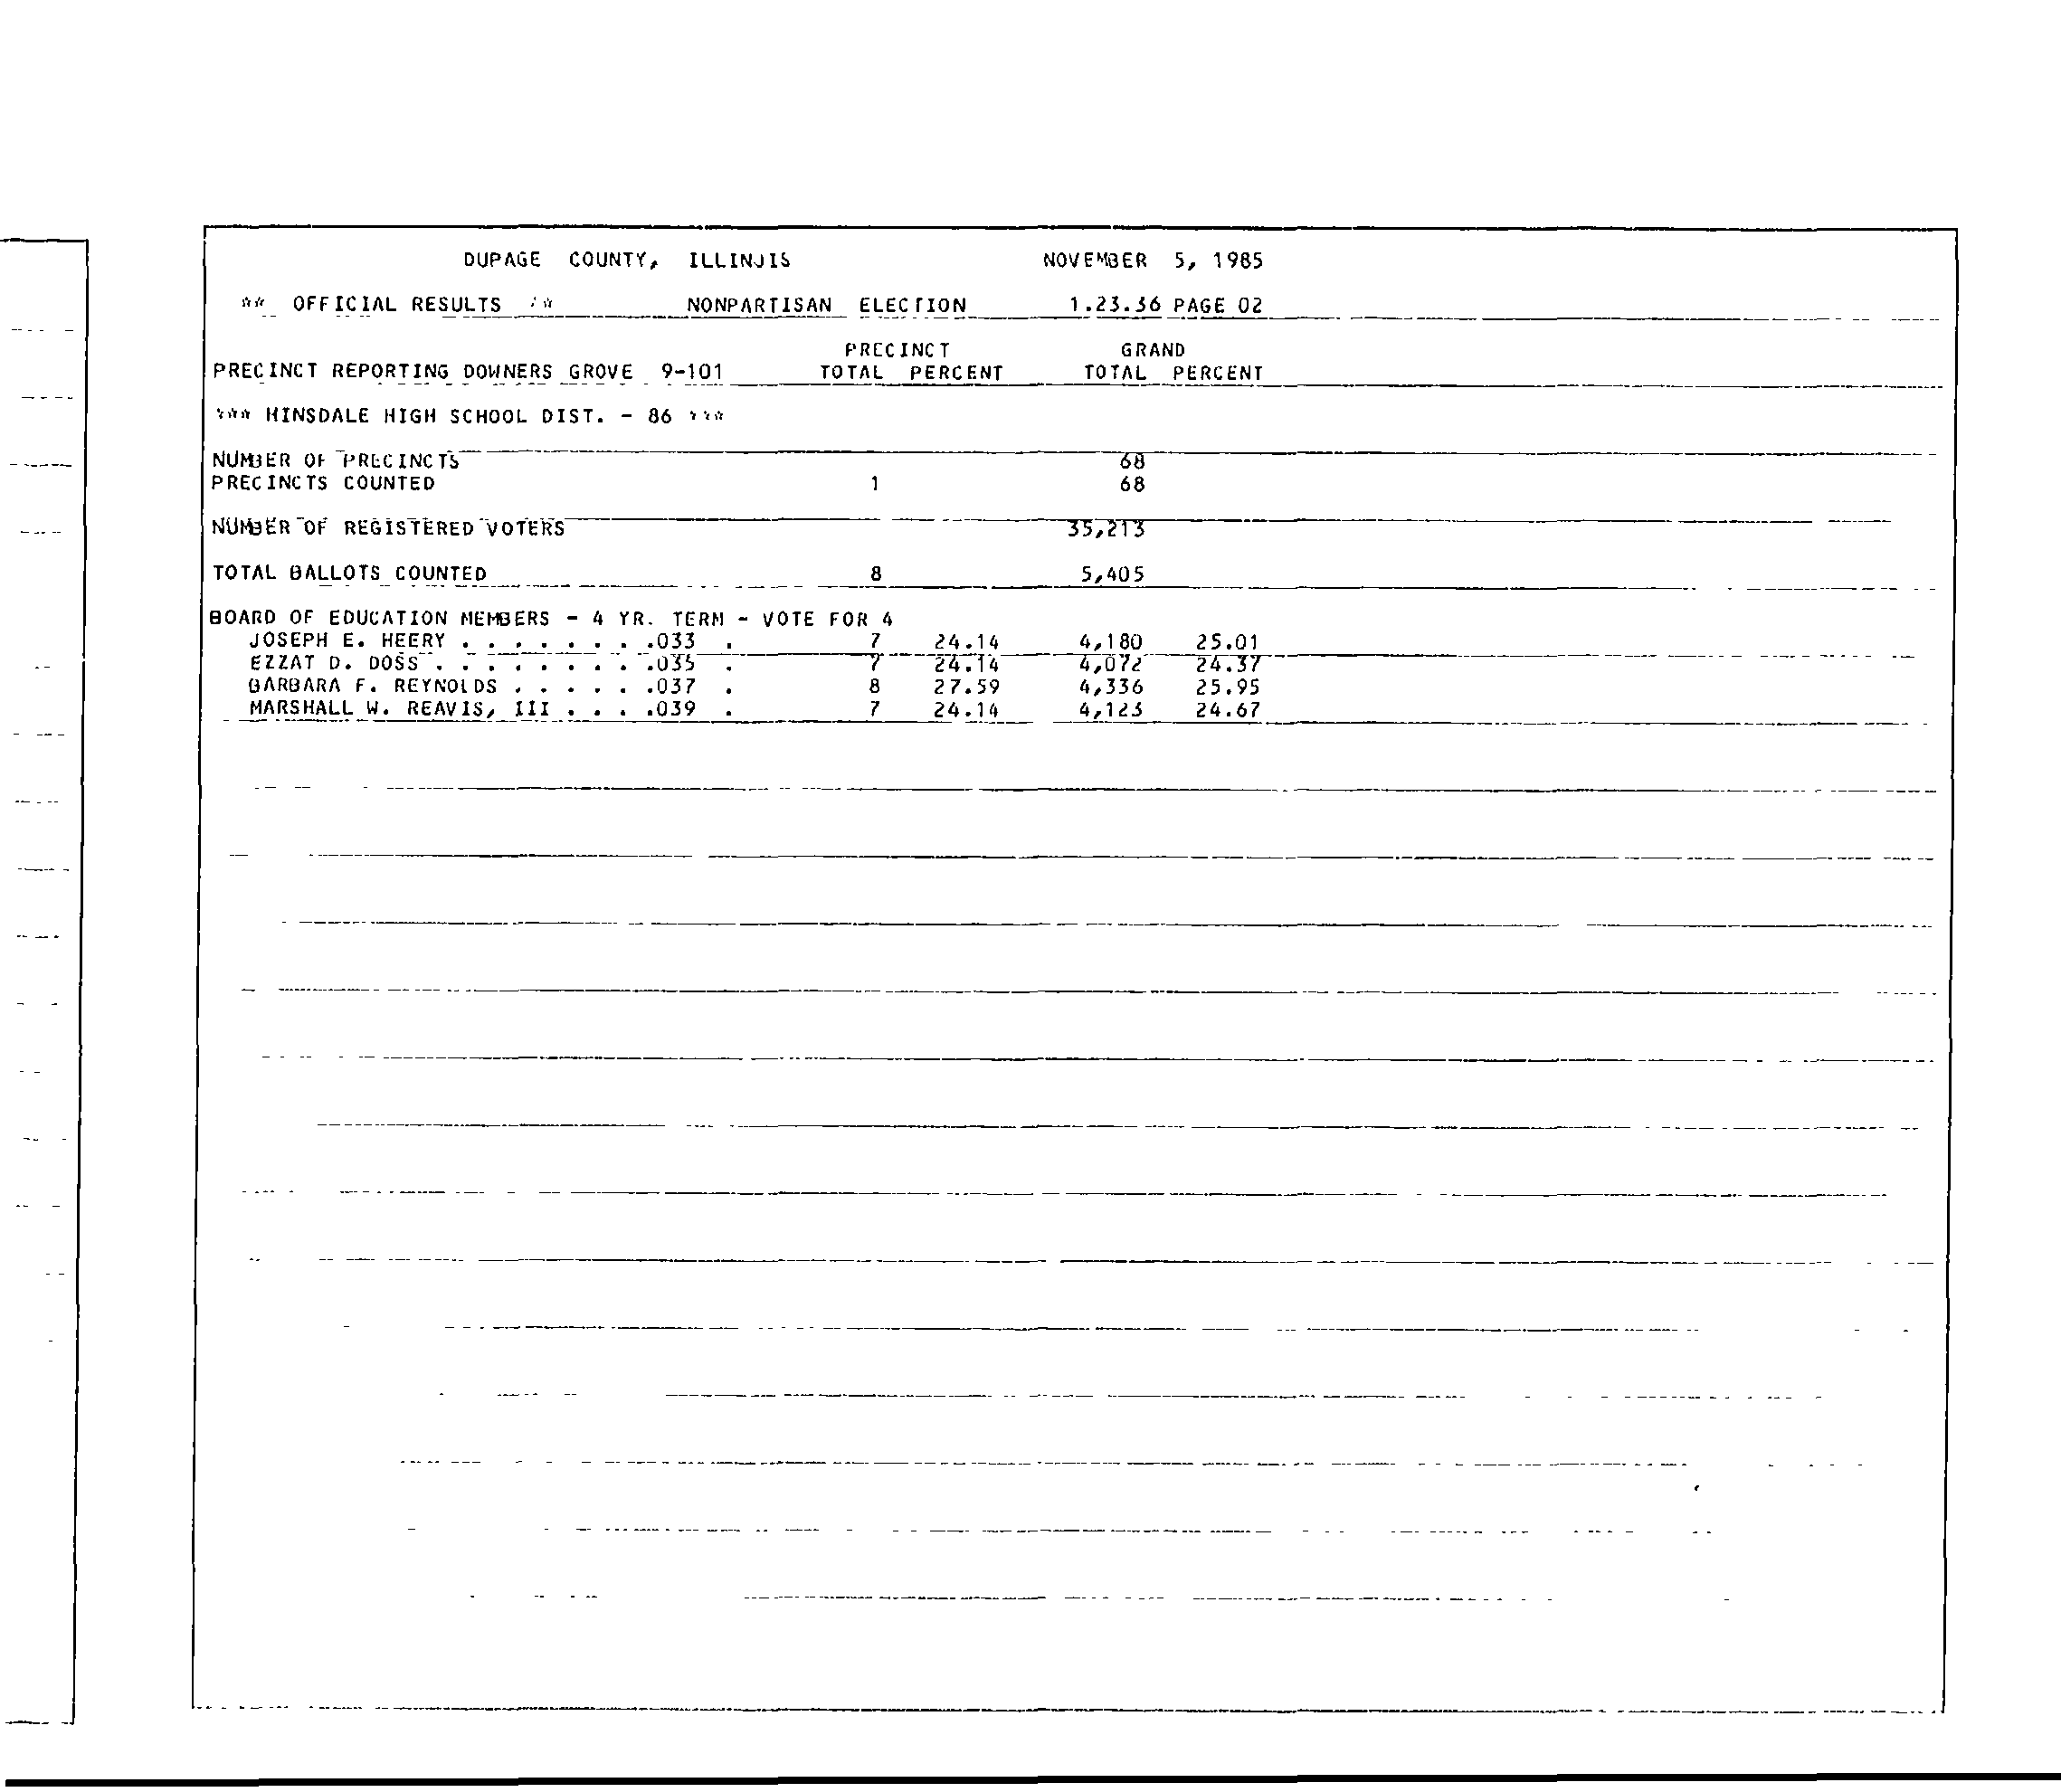 DUPAGE COUNTY, ILLINOIS NOVEMBER 5, 1985
** OFFICIAL RESULTS ** NONPARTISAN ELECTION 1.23.36 PAGE 02
PRECINCT GRAND
PRECINCT REPORTING DOWNERS GROVE 9-101 TOTAL PERCENT TOTAL PERCENT
*** HINSDALE HIGH SCHOOL DIST. - 86 ***
NUMBER OF PRECINCTS 68
PRECINCTS COUNTED 1 68
NUMBER OF REGISTERED VOTERS 35,213
TOTAL BALLOTS COUNTED 8 5,405
BOARD OF EDUCATION MEMBERS - 4 YR. TERM - VOTE FOR 4
JOSEPH E. HEERY . . . . . . . .033 . 7 24.14 4,180 25.01
EZZAT D. DOSS . . . . . . . . .035 . 7 24.14 4,072 24.37
BARBARA F. REYNOLDS . . . . . .037 . 8 27.59 4,336 25.95
MARSHALL W. REAVIS, III . . . .039 . 7 24.14 4,123 24.67